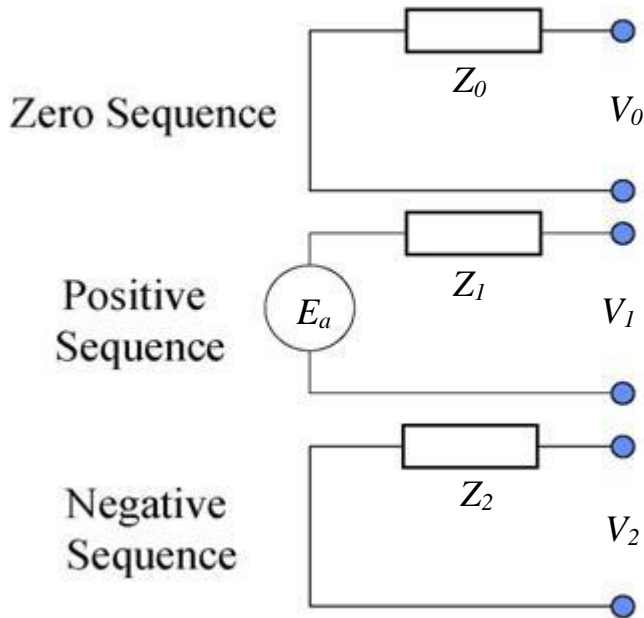 Z0
Zero Sequence
V0
Z1
Positive
Sequence
Ea
V1
Z2
Negative
Sequence
V2